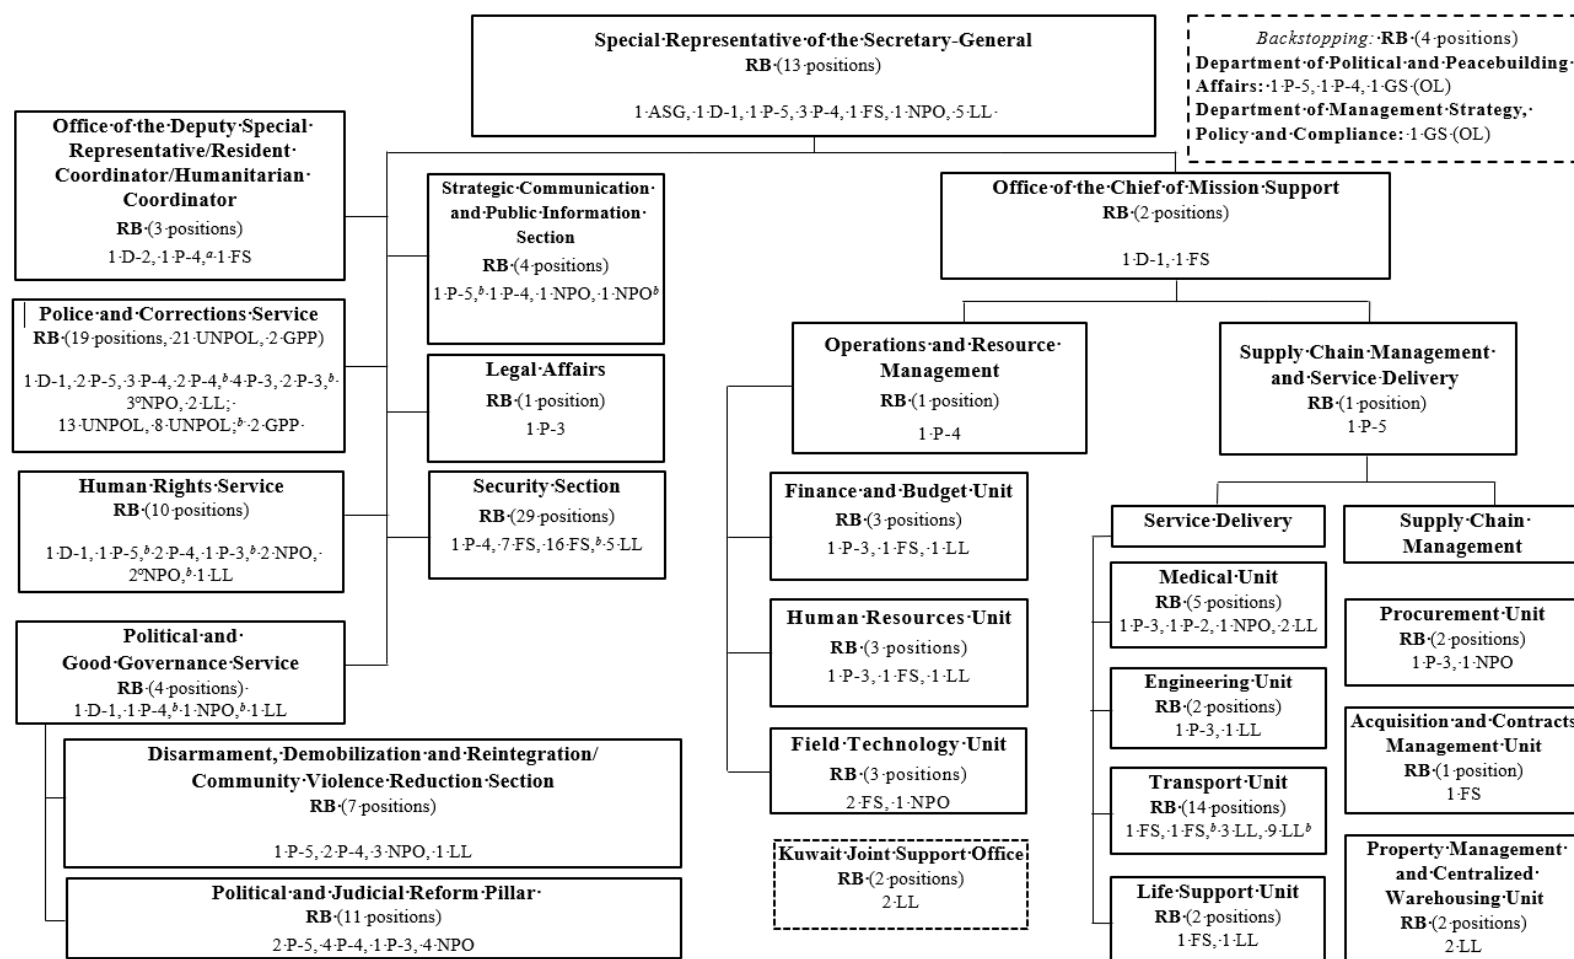 Special·Representative·of·the·Secretary-General
RB·(13·positions)
1·ASG,·1·D-1,·1·P-5,·3·P-4,·1·FS,·1·NPO,·5·LL·
Backstopping:·RB·(4·positions)
Department·of·Political·and·Peacebuilding·
Affairs:·1·P-5,·1·P-4,·1·GS·(OL)
Department·of·Management·Strategy,·
Policy·and·Compliance:·1·GS·(OL)
Office·of·the·Deputy·Special·
Representative/Resident·
Coordinator/Humanitarian·
Coordinator
RB·(3·positions)
1·D-2,·1·P-4,ᵃ·1·FS
Strategic·Communication·
and·Public·Information·
Section
RB·(4·positions)
1·P-5,ᵇ·1·P-4,·1·NPO,·1·NPOᵇ
Office·of·the·Chief·of·Mission·Support
RB·(2·positions)
1·D-1,·1·FS
Police·and·Corrections·Service
RB·(19·positions,·21·UNPOL,·2·GPP)
1·D-1,·2·P-5,·3·P-4,·2·P-4,ᵇ·4·P-3,·2·P-3,ᵇ·
3°NPO,·2·LL;·
13·UNPOL,·8·UNPOL;ᵇ·2·GPP·
Legal·Affairs
RB·(1·position)
1·P-3
Human·Rights·Service
RB·(10·positions)
1·D-1,·1·P-5,ᵇ·2·P-4,·1·P-3,ᵇ·2·NPO,·
2°NPO,ᵇ·1·LL
Security·Section
RB·(29·positions)
1·P-4,·7·FS,·16·FS,ᵇ·5·LL
Political·and·
Good·Governance·Service
RB·(4·positions)·
1·D-1,·1·P-4,ᵇ·1·NPO,ᵇ·1·LL
Disarmament,·Demobilization·and·Reintegration/
Community·Violence·Reduction·Section
RB·(7·positions)
1·P-5,·2·P-4,·3·NPO,·1·LL
Political·and·Judicial·Reform·Pillar·
RB·(11·positions)
2·P-5,·4·P-4,·1·P-3,·4·NPO
Operations·and·Resource·
Management
RB·(1·position)
1·P-4
Finance·and·Budget·Unit
RB·(3·positions)
1·P-3,·1·FS,·1·LL
Human·Resources·Unit
RB·(3·positions)
1·P-3,·1·FS,·1·LL
Field·Technology·Unit
RB·(3·positions)
2·FS,·1·NPO
Kuwait·Joint·Support·Office
RB·(2·positions)
2·LL
Supply·Chain·Management·
and·Service·Delivery
RB·(1·position)
1·P-5
Service·Delivery
Medical·Unit
RB·(5·positions)
1·P-3,·1·P-2,·1·NPO,·2·LL
Engineering·Unit
RB·(2·positions)
1·P-3,·1·LL
Transport·Unit
RB·(14·positions)
1·FS,·1·FS,ᵇ·3·LL,·9·LLᵇ
Life·Support·Unit
RB·(2·positions)
1·FS,·1·LL
Supply·Chain·
Management
Procurement·Unit
RB·(2·positions)
1·P-3,·1·NPO
Acquisition·and·Contracts·
Management·Unit
RB·(1·position)
1·FS
Property·Management·
and·Centralized·
Warehousing·Unit
RB·(2·positions)
2·LL